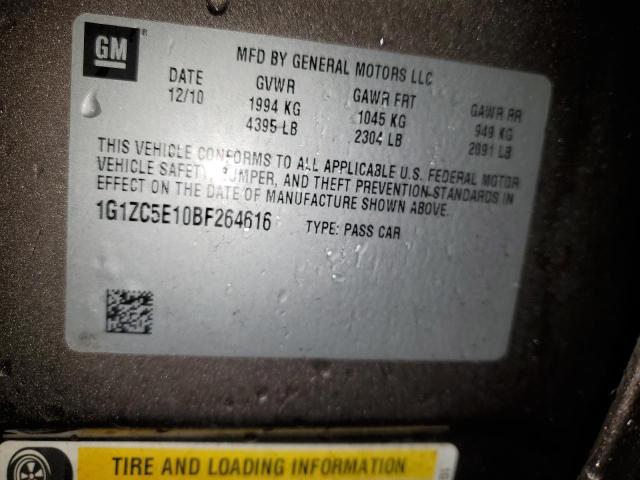 GM
MFD BY GENERAL MOTORS LLC
DATE GVWR GAWR FRT GAWR RR
12/10 1994 KG 1045 KG 949 KG
4395 LB 2304 LB 2091 LB
THIS VEHICLE CONFORMS TO ALL APPLICABLE U.S. FEDERAL MOTOR
VEHICLE SAFETY, BUMPER, AND THEFT PREVENTION STANDARDS IN
EFFECT ON THE DATE OF MANUFACTURE SHOWN ABOVE.
1G1ZC5E10BF264616 TYPE: PASS CAR
TIRE AND LOADING INFORMATION